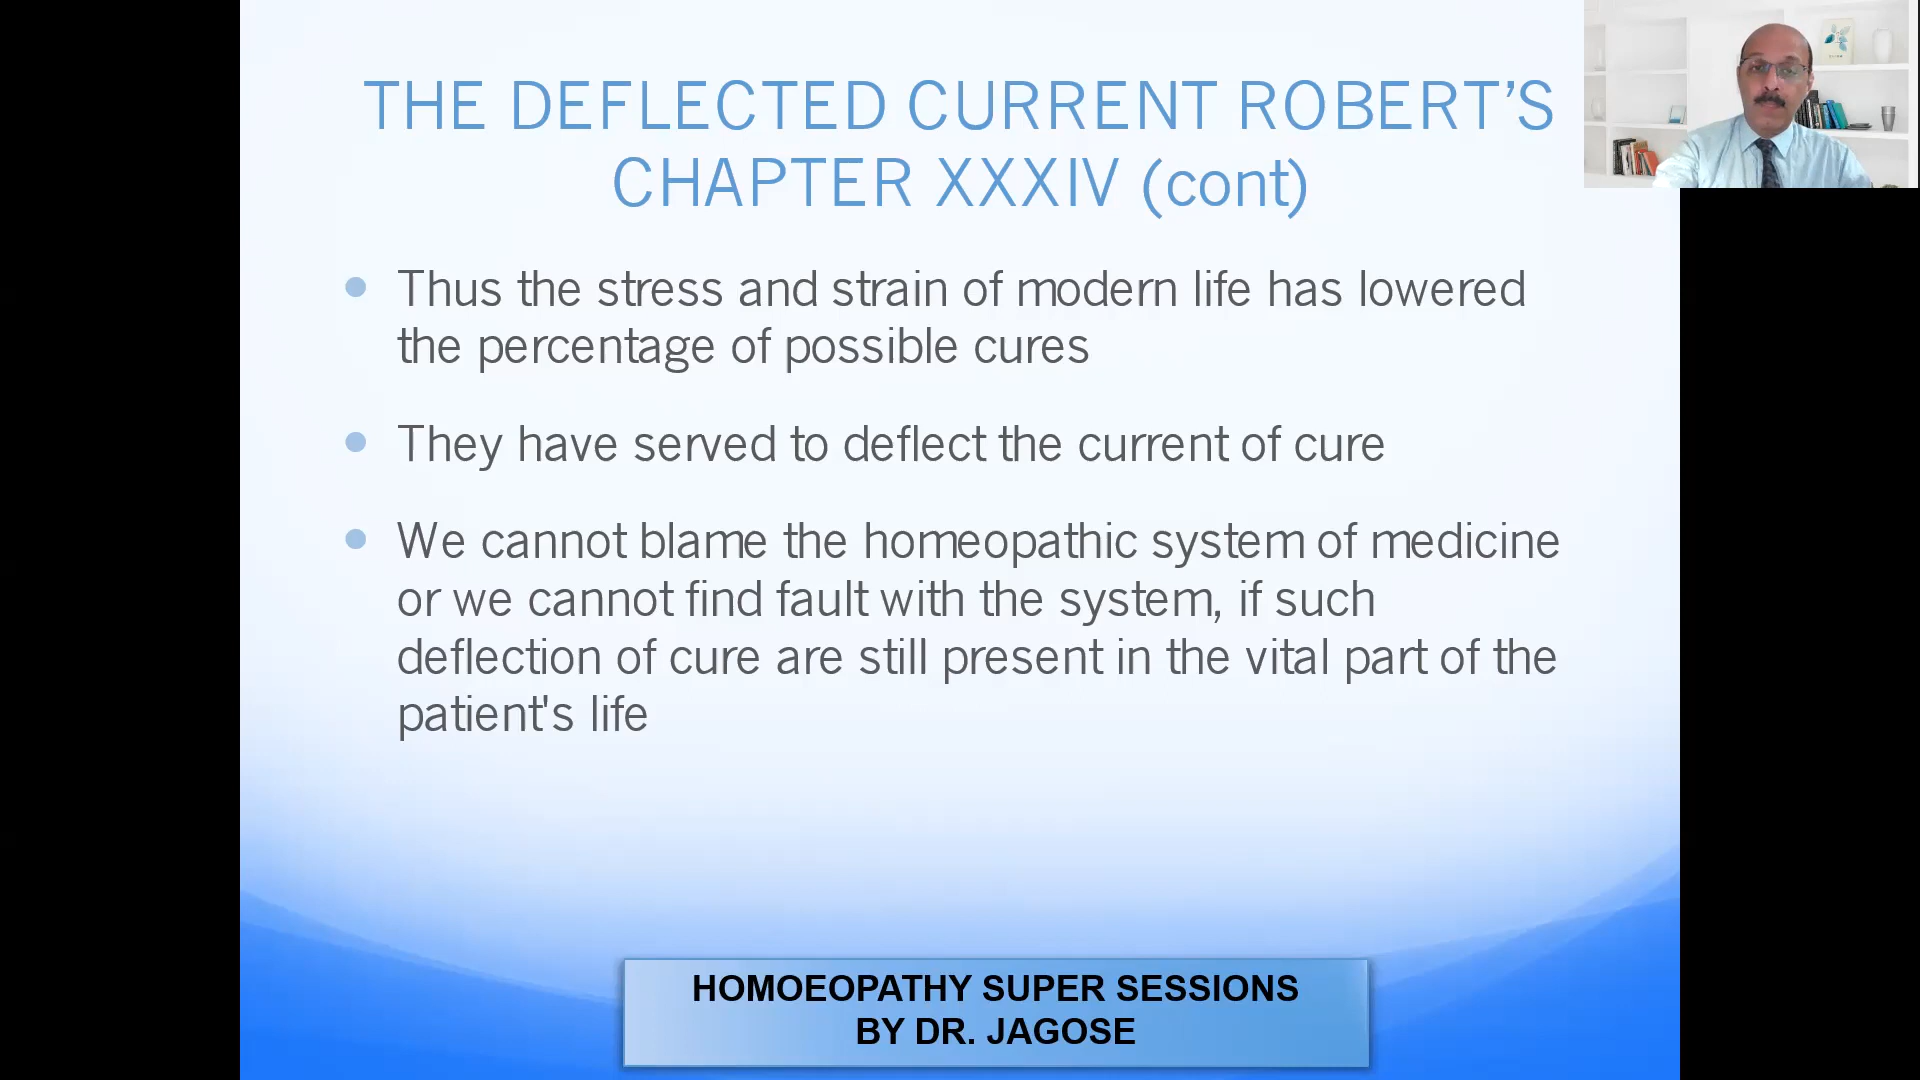 THE DEFLECTED CURRENT ROBERT’S
CHAPTER XXXIV (cont)
Thus the stress and strain of modern life has lowered
the percentage of possible cures
They have served to deflect the current of cure
We cannot blame the homeopathic system of medicine
or we cannot find fault with the system, if such
deflection of cure are still present in the vital part of the
patient's life
HOMOEOPATHY SUPER SESSIONS
BY DR. JAGOSE